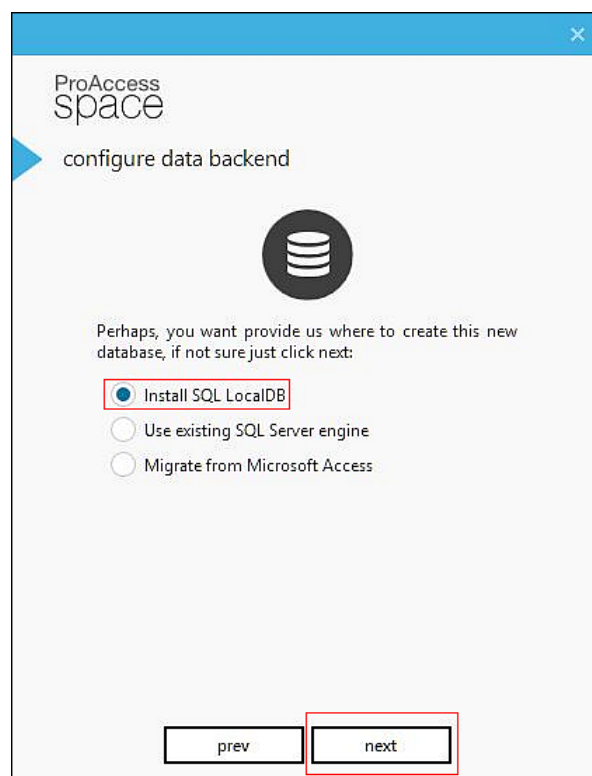 ProAccess
space
configure data backend
Perhaps, you want provide us where to create this new
database, if not sure just click next:
Install SQL LocalDB
Use existing SQL Server engine
Migrate from Microsoft Access
prev next